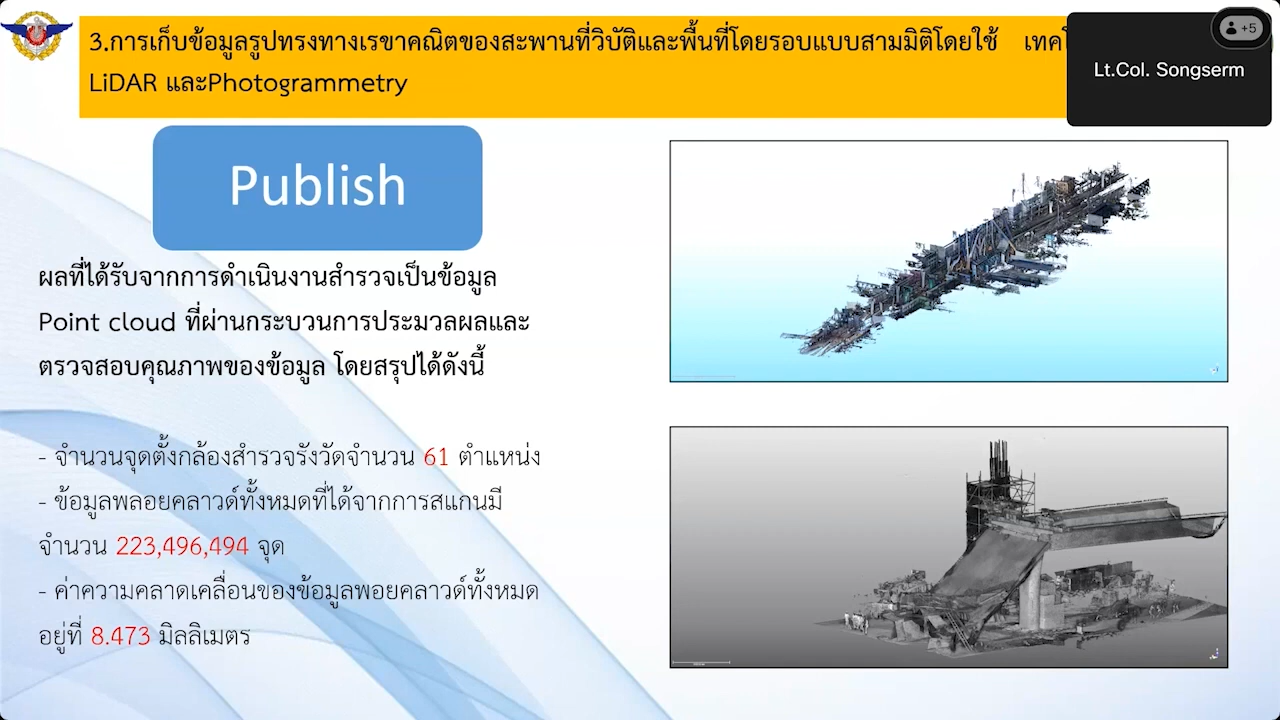 3.การเก็บข้อมูลรูปทรงทางเรขาคณิตของสะพานที่วิบัติและพื้นที่โดยรอบแบบสามมิติโดยใช้ เทคโ
LiDAR และPhotogrammetry
+5
Lt.Col. Songserm
Publish
ผลที่ได้รับจากการดำเนินงานสำรวจเป็นข้อมูล
Point cloud ที่ผ่านกระบวนการประมวลผลและ
ตรวจสอบคุณภาพของข้อมูล โดยสรุปได้ดังนี้
- จำนวนจุดตั้งกล้องสำรวจรังวัดจำนวน 61 ตำแหน่ง
- ข้อมูลพลอยคลาวด์ทั้งหมดที่ได้จากการสแกนมี
จำนวน 223,496,494 จุด
- ค่าความคลาดเคลื่อนของข้อมูลพอยคลาวด์ทั้งหมด
อยู่ที่ 8.473 มิลลิเมตร